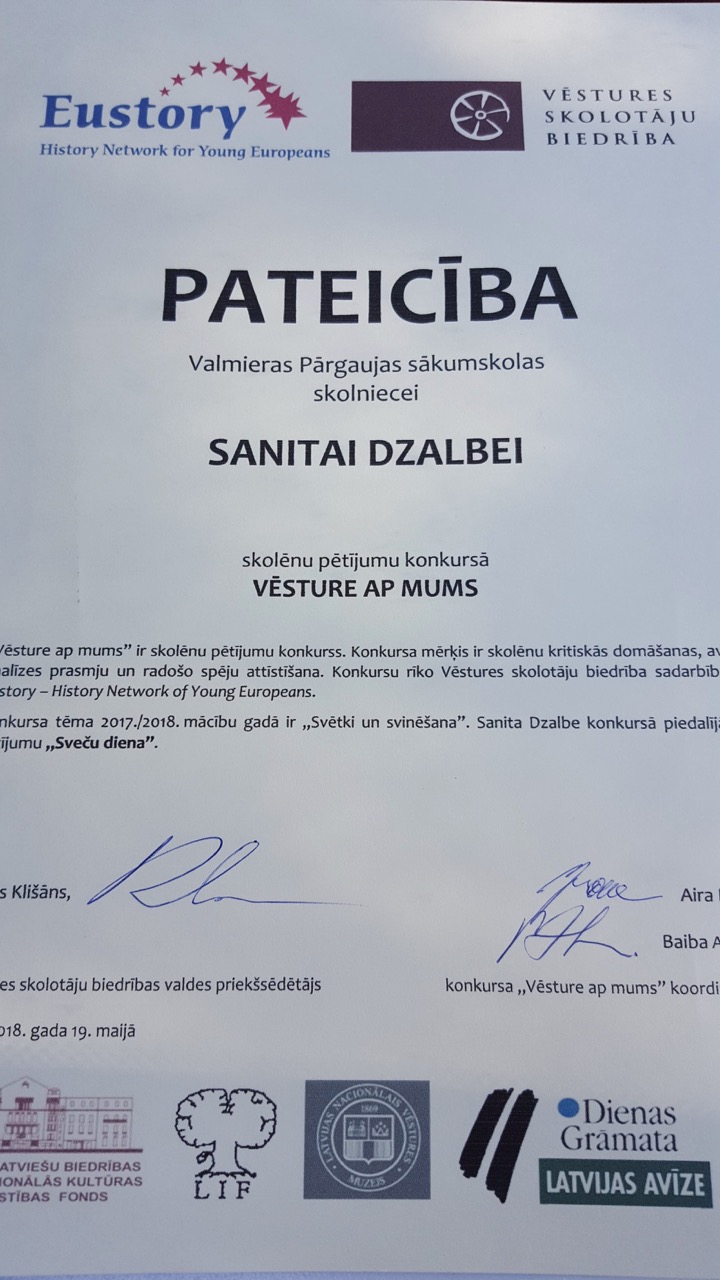 Eustory
History Network for Young Europeans
VĒSTURES
SKOLOTĀJU
BIEDRĪBA
PATEICĪBA
Valmieras Pārgaujas sākumskolas
skolniecei
SANITAI DZALBEI
skolēnu pētījumu konkursā
VĒSTURE AP MUMS
Vēsture ap mums” ir skolēnu pētījumu konkurss. Konkursa mērķis ir skolēnu kritiskās domāšanas, av
alīzes prasmju un radošo spēju attīstīšana. Konkursu rīko Vēstures skolotāju biedrība sadarbīb
story – History Network of Young Europeans.
nkursa tēma 2017./2018. mācību gadā ir „Svētki un svinēšana”. Sanita Dzalbe konkursā piedalīj
ījumu „Sveču diena”.
s Klišāns,
Aira
Baiba A
es skolotāju biedrības valdes priekšsēdētājs
konkursa „Vēsture ap mums” koordi
018. gada 19. maijā
ATVIEŠU BIEDRĪBAS
IONĀLĀS KULTŪRAS
STĪBAS FONDS
LIF
LATVIJAS NACIONĀLAIS VĒSTURES
1869
MUZEJS
Dienas
Grāmata
LATVIJAS AVĪZE